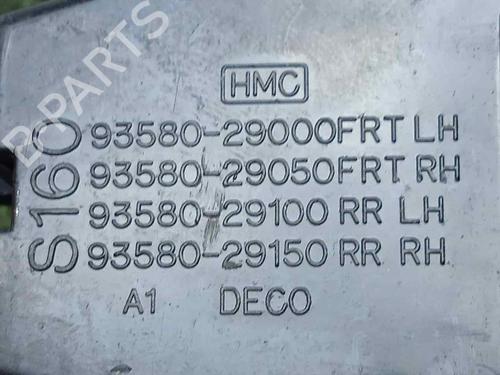 B-PARTS
HMC
S160
93580-29000FRT LH
93580-29050FRT RH
93580-29100 RR LH
93580-29150 RR RH
A1 DECO